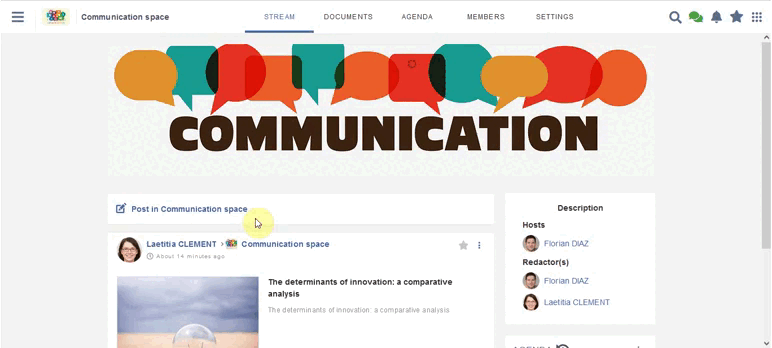 Communication space
STREAM
DOCUMENTS
AGENDA
MEMBERS
SETTINGS
COMMUNICATION
Post in Communication space
Laetitia CLEMENT > Communication space
About 14 minutes ago
The determinants of innovation: a comparative
analysis
The determinants of innovation: a comparative analysis
Description
Hosts
Florian DIAZ
Redactor(s)
Florian DIAZ
Laetitia CLEMENT
AGENDA